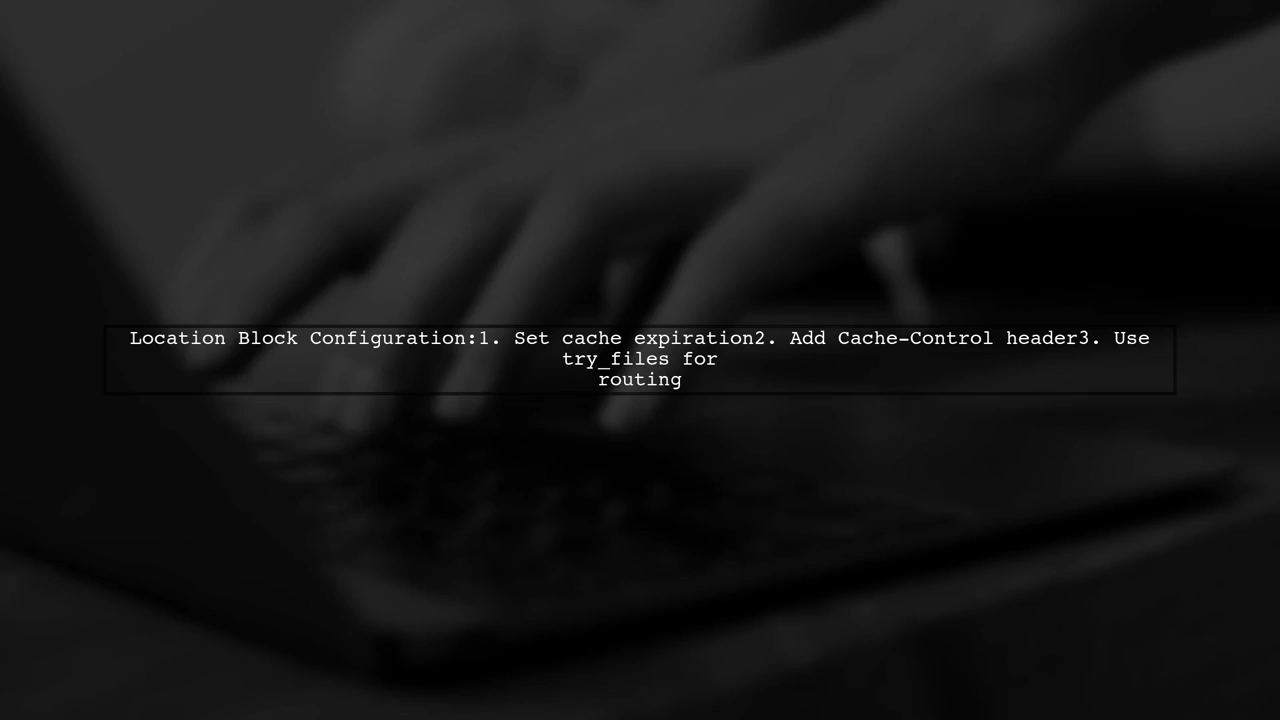 Location Block Configuration:1. Set cache expiration2. Add Cache-Control header3. Use
try_files for
routing